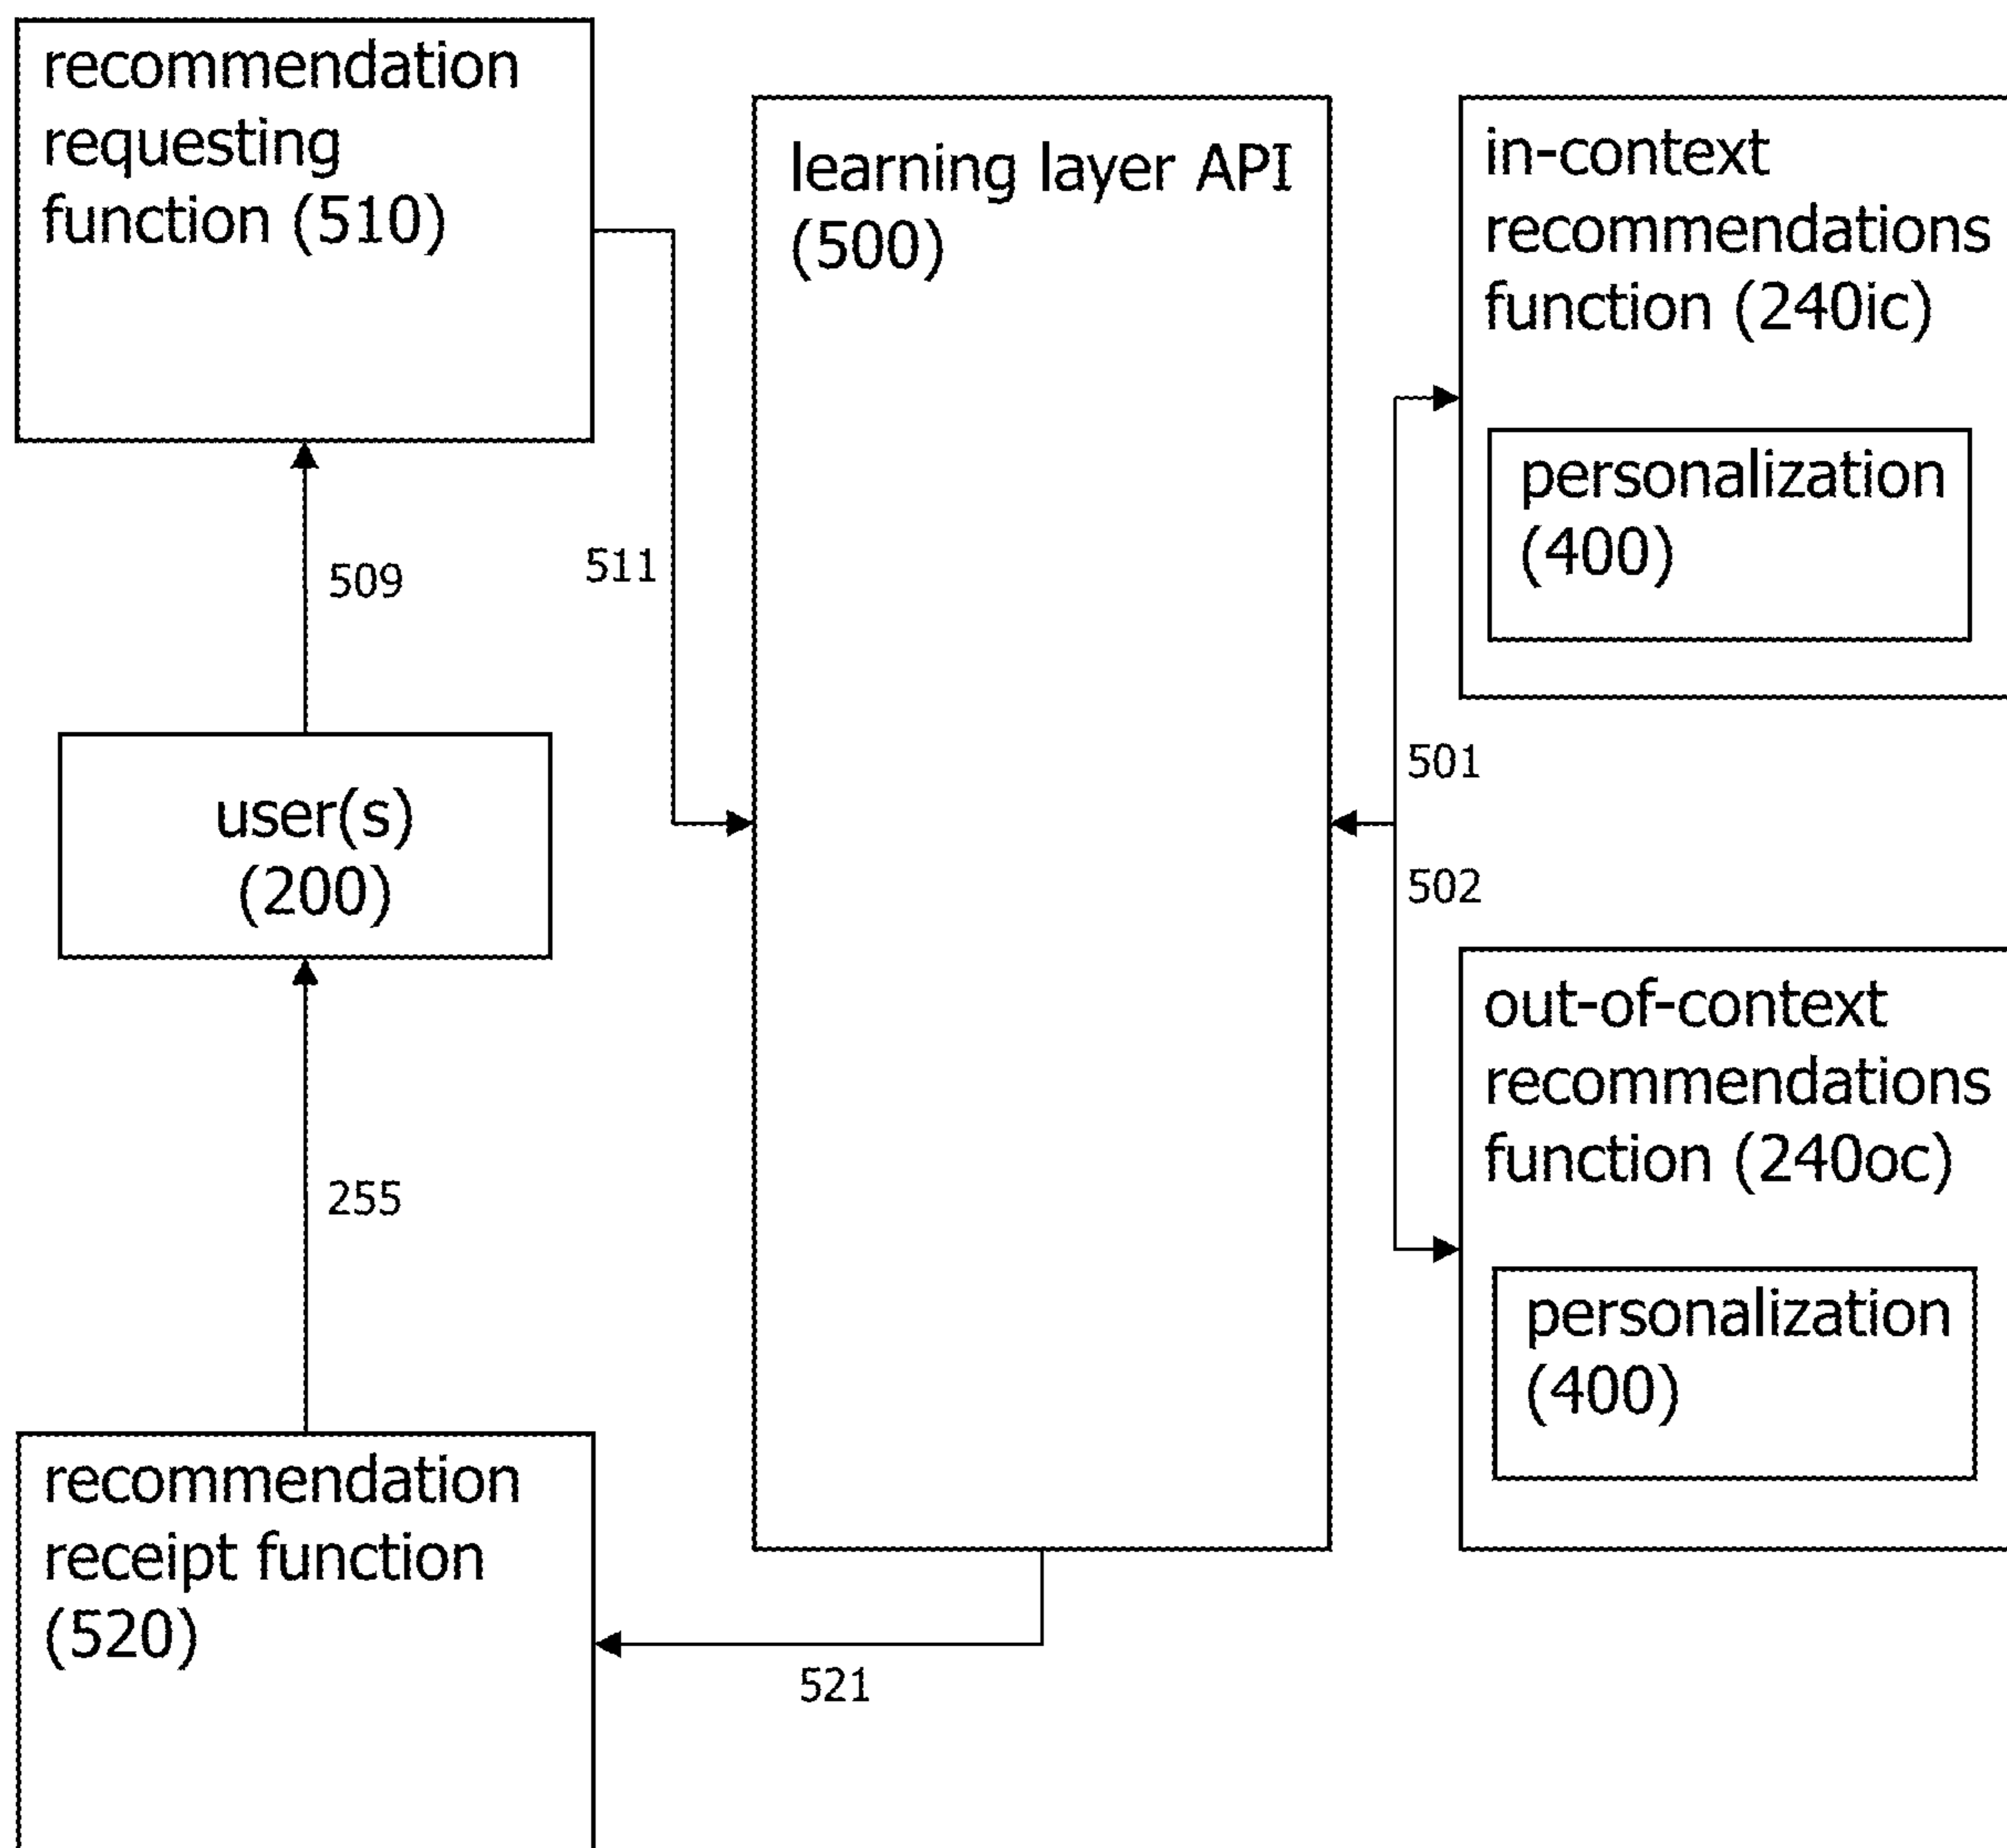 recommendation
requesting
function (510)
learning layer API
(500)
in-context
recommendations
function (240ic)
personalization
(400)
509
511
user(s)
(200)
501
502
out-of-context
recommendations
function (240oc)
personalization
(400)
255
recommendation
receipt function
(520)
521